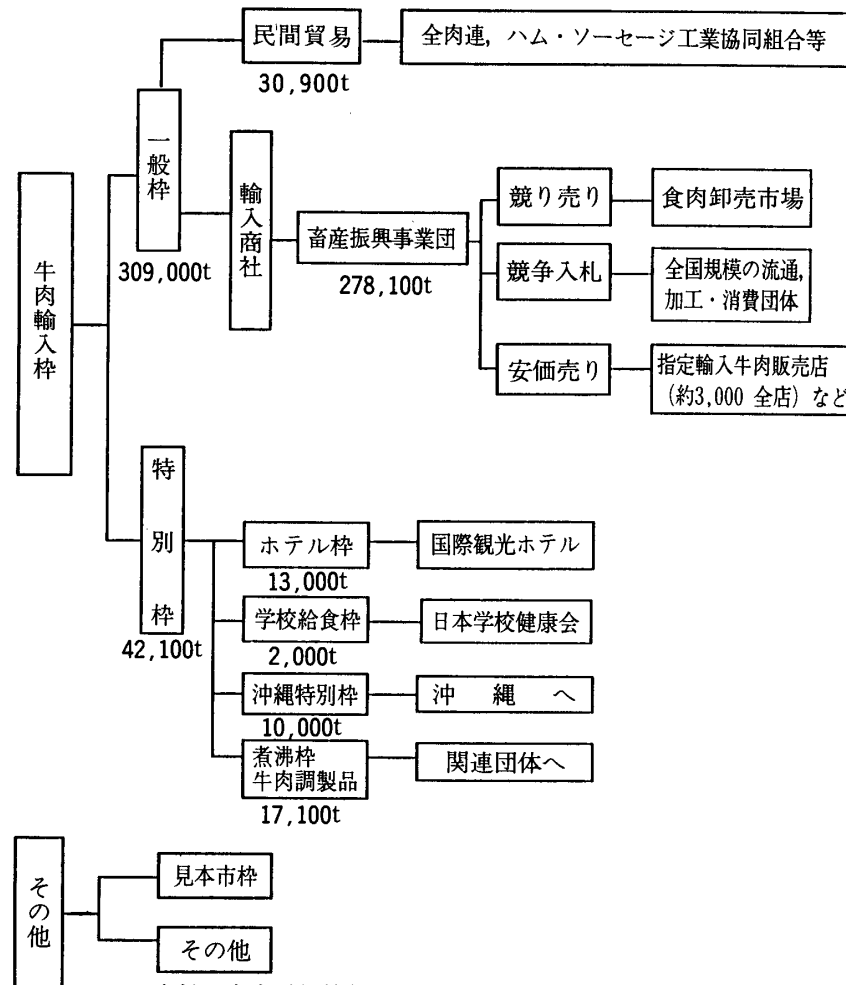 牛肉輸入枠
一般枠
309,000t
民間貿易
30,900t
全肉連，ハム・ソーセージ工業協同組合等
輸入商社
畜産振興事業団
278,100t
競り売り
食肉卸売市場
競争入札
全国規模の流通，
加工・消費団体
安価売り
指定輸入牛肉販売店
（約3,000 全店）など
特別枠
42,100t
ホテル枠
13,000t
国際観光ホテル
学校給食枠
2,000t
日本学校健康会
沖縄特別枠
10,000t
沖縄へ
煮沸枠
牛肉調製品
17,100t
関連団体へ
その他
見本市枠
その他